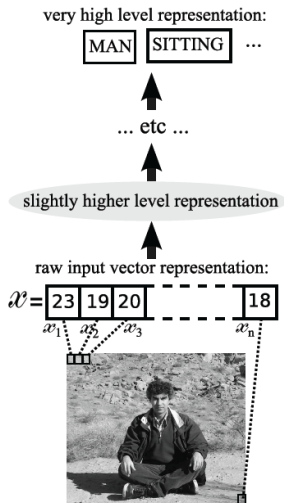 very high level representation:
MAN SITTING ...
... etc ...
slightly higher level representation
raw input vector representation:
x = 23 19 20 18
x₁ x₂ x₃ xₙ